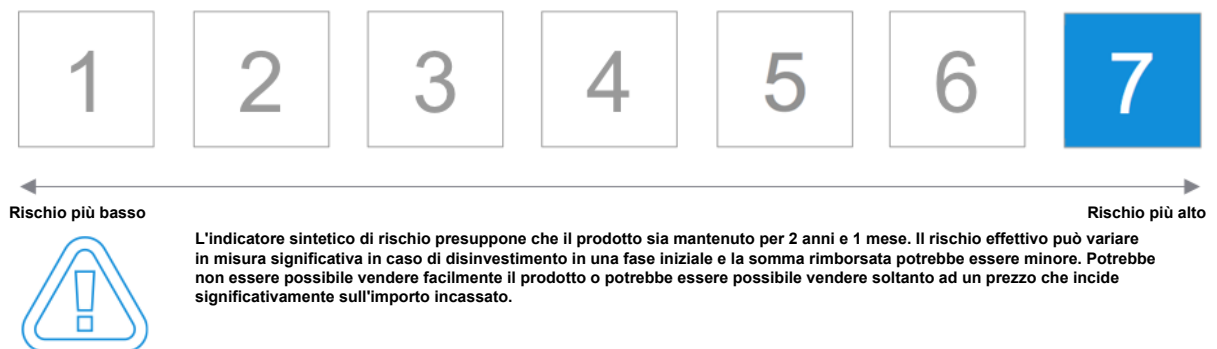 1 2 3 4 5 6 7
Rischio più basso Rischio più alto
L'indicatore sintetico di rischio presuppone che il prodotto sia mantenuto per 2 anni e 1 mese. Il rischio effettivo può variare
in misura significativa in caso di disinvestimento in una fase iniziale e la somma rimborsata potrebbe essere minore. Potrebbe
non essere possibile vendere facilmente il prodotto o potrebbe essere possibile vendere soltanto ad un prezzo che incide
significativamente sull'importo incassato.